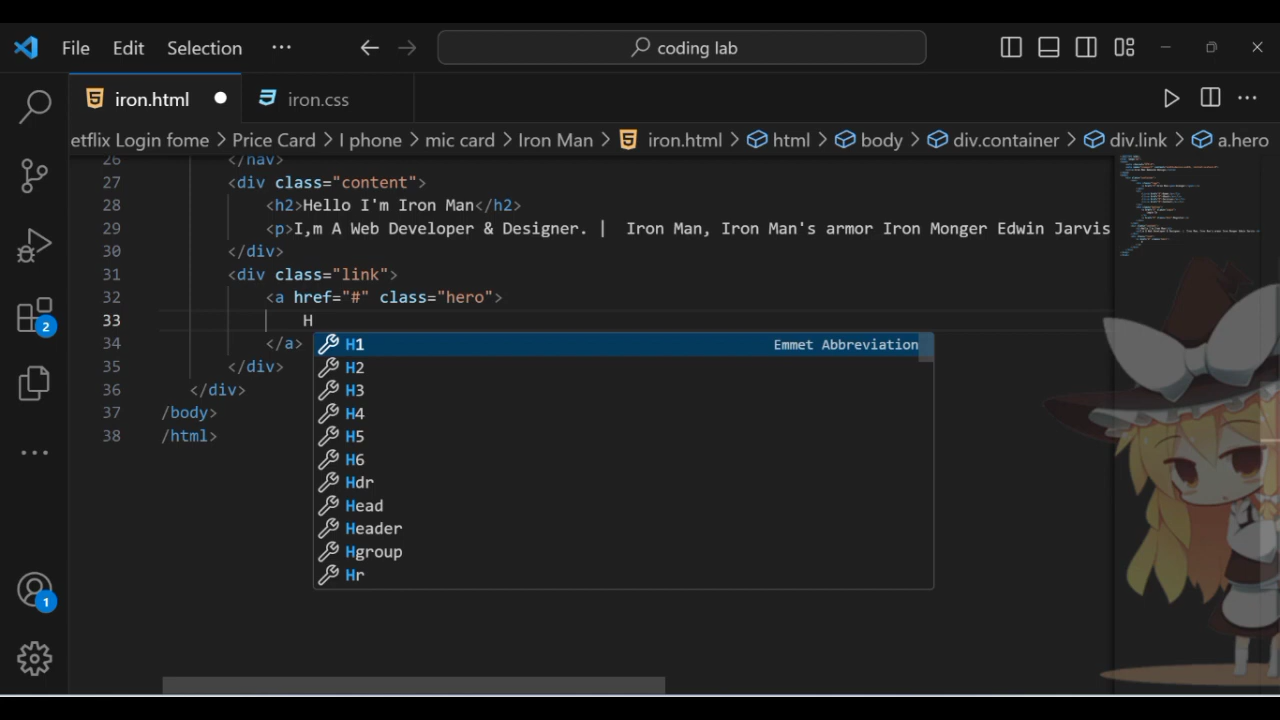 File Edit Selection ··· coding lab
iron.html iron.css
etflix Login fome > Price Card > I phone > mic card > Iron Man > iron.html > html > body > div.container > div.link > a.hero
26 </nav>
27 <div class="content">
28 <h2>Hello I'm Iron Man</h2>
29 <p>I,m A Web Developer & Designer. | Iron Man, Iron Man's armor Iron Monger Edwin Jarvis
30 </div>
31 <div class="link">
32 <a href="#" class="hero">
33 H
34 </a>
H1 Emmet Abbreviation
35 </div>
H2
36 </div>
H3
37 /body>
H4
38 /html>
H5
H6
Hdr
Head
Header
Hgroup
Hr
2
1